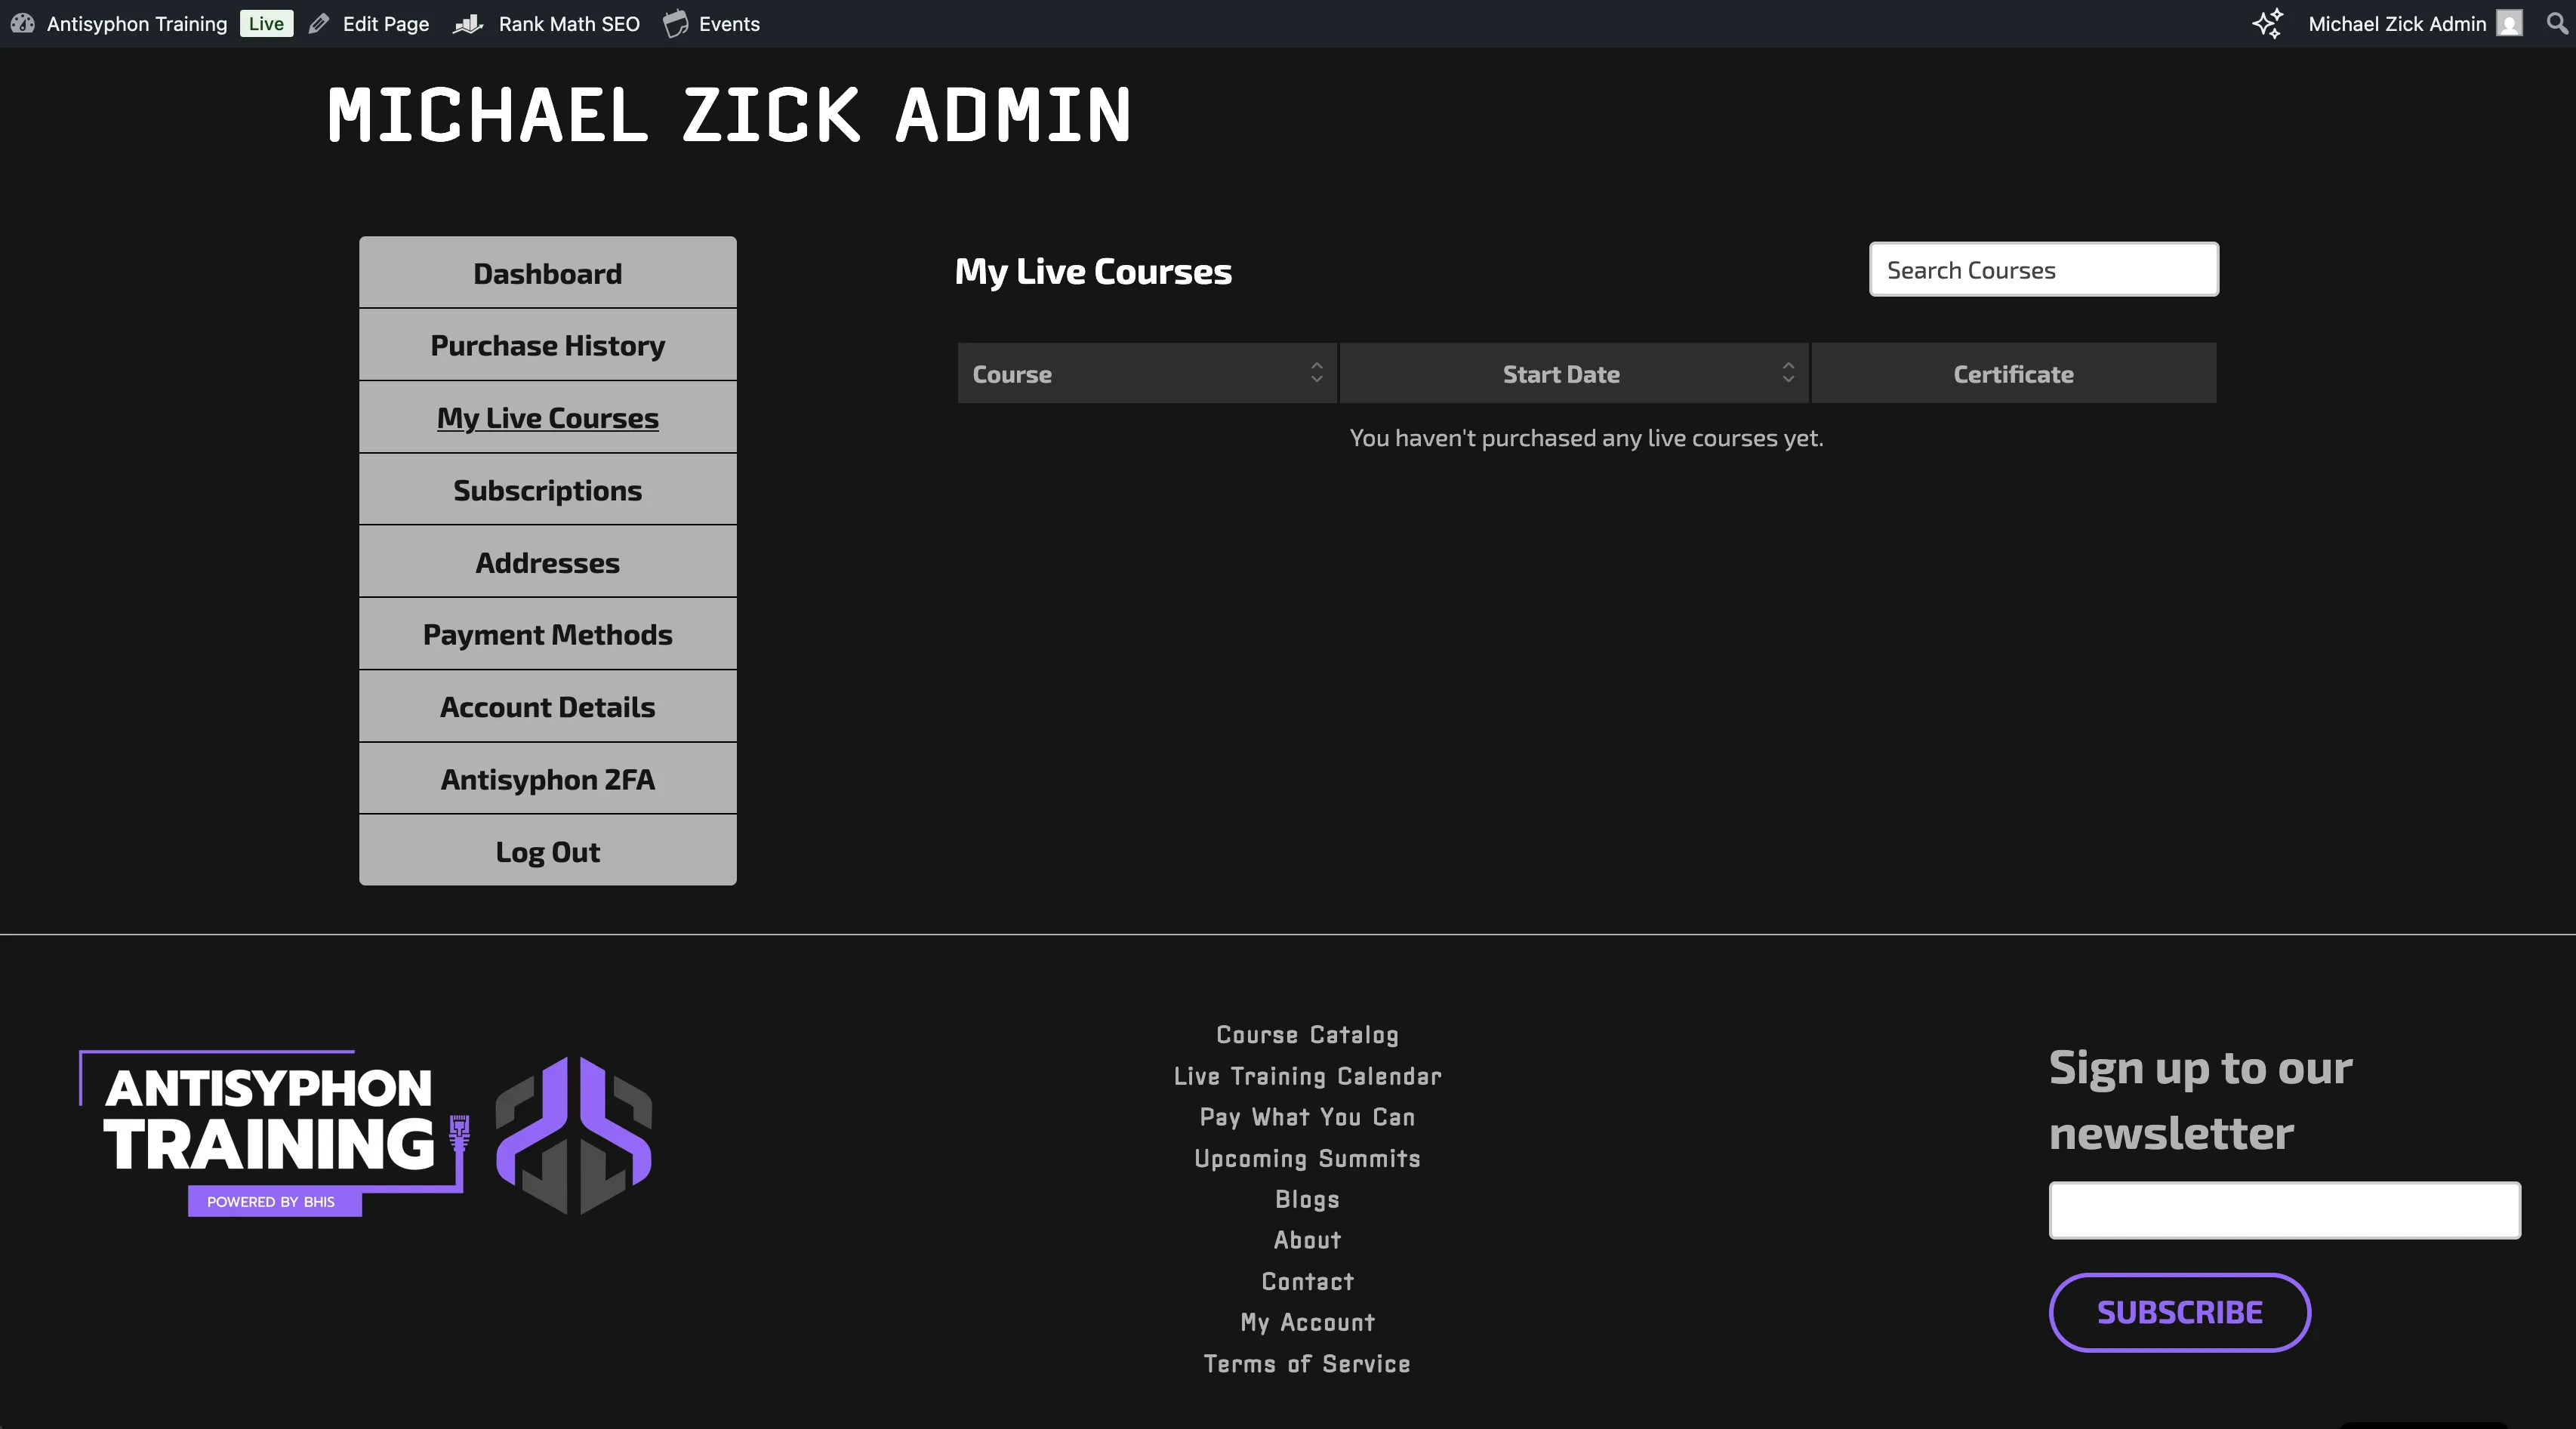 Antisyphon Training Live Edit Page Rank Math SEO Events Michael Zick Admin
MICHAEL ZICK ADMIN
Dashboard
Purchase History
My Live Courses
Subscriptions
Addresses
Payment Methods
Account Details
Antisyphon 2FA
Log Out
My Live Courses
Search Courses
Course Start Date Certificate
You haven't purchased any live courses yet.
ANTISYPHON
TRAINING
POWERED BY BHIS
Course Catalog
Live Training Calendar
Pay What You Can
Upcoming Summits
Blogs
About
Contact
My Account
Terms of Service
Sign up to our
newsletter
SUBSCRIBE